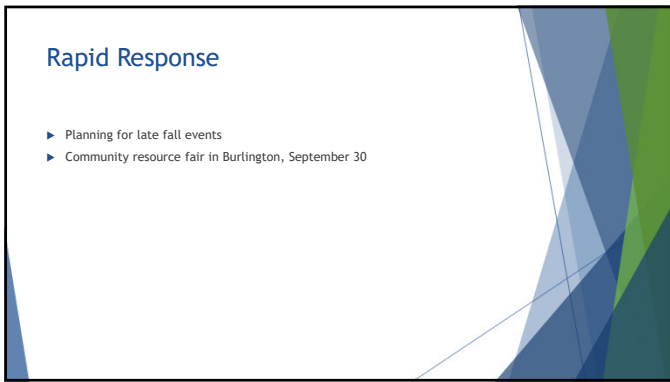 Rapid Response
Planning for late fall events
Community resource fair in Burlington, September 30